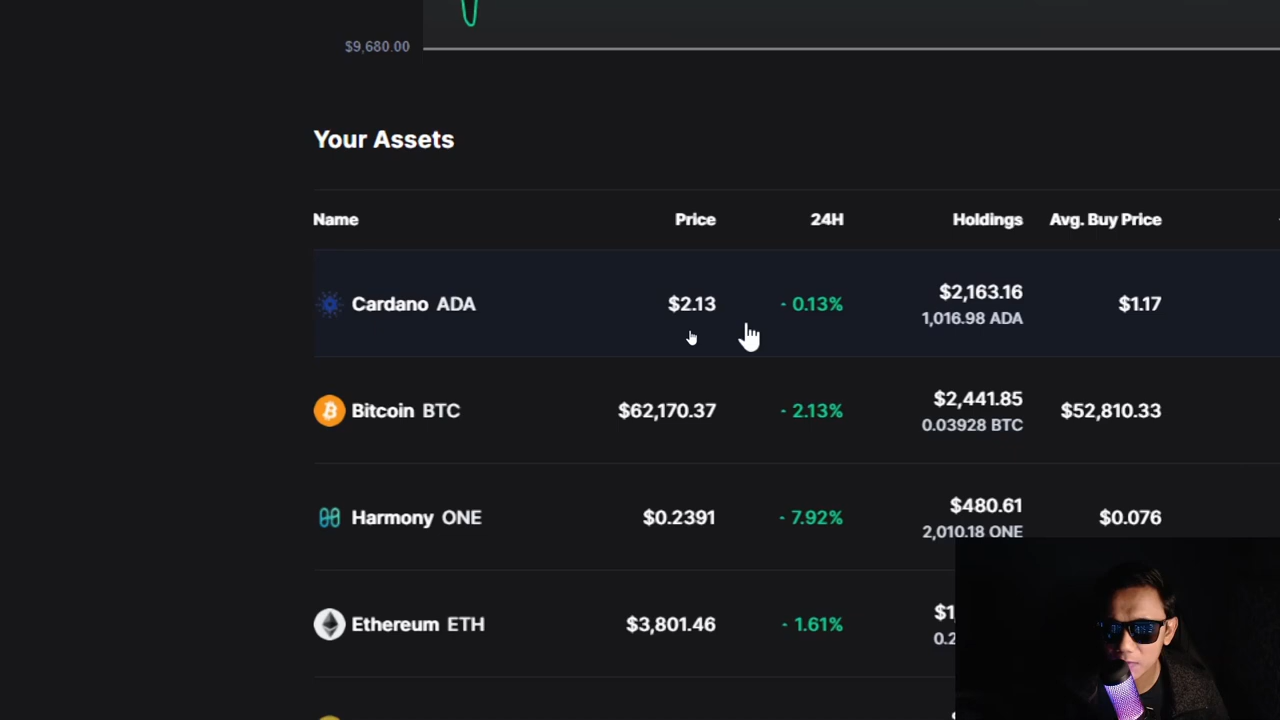 $9,680.00
Your Assets
Name Price 24H Holdings Avg. Buy Price
Cardano ADA $2.13 0.13% $2,163.16 $1.17
1,016.98 ADA
Bitcoin BTC $62,170.37 2.13% $2,441.85 $52,810.33
0.03928 BTC
Harmony ONE $0.2391 7.92% $480.61 $0.076
2,010.18 ONE
Ethereum ETH $3,801.46 1.61% $1,
0.2